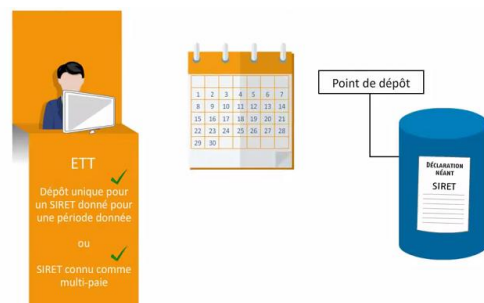 ETT
Dépôt unique pour
un SIRET donné pour
une période donnée
ou
SIRET connu comme
multi-paie
1 2 3 4 5 6 7
8 9 10 11 12 13 14
15 16 17 18 19 20 21
22 23 24 25 26 27 28
29 30
Point de dépôt
DÉCLARATION
NÉANT
SIRET